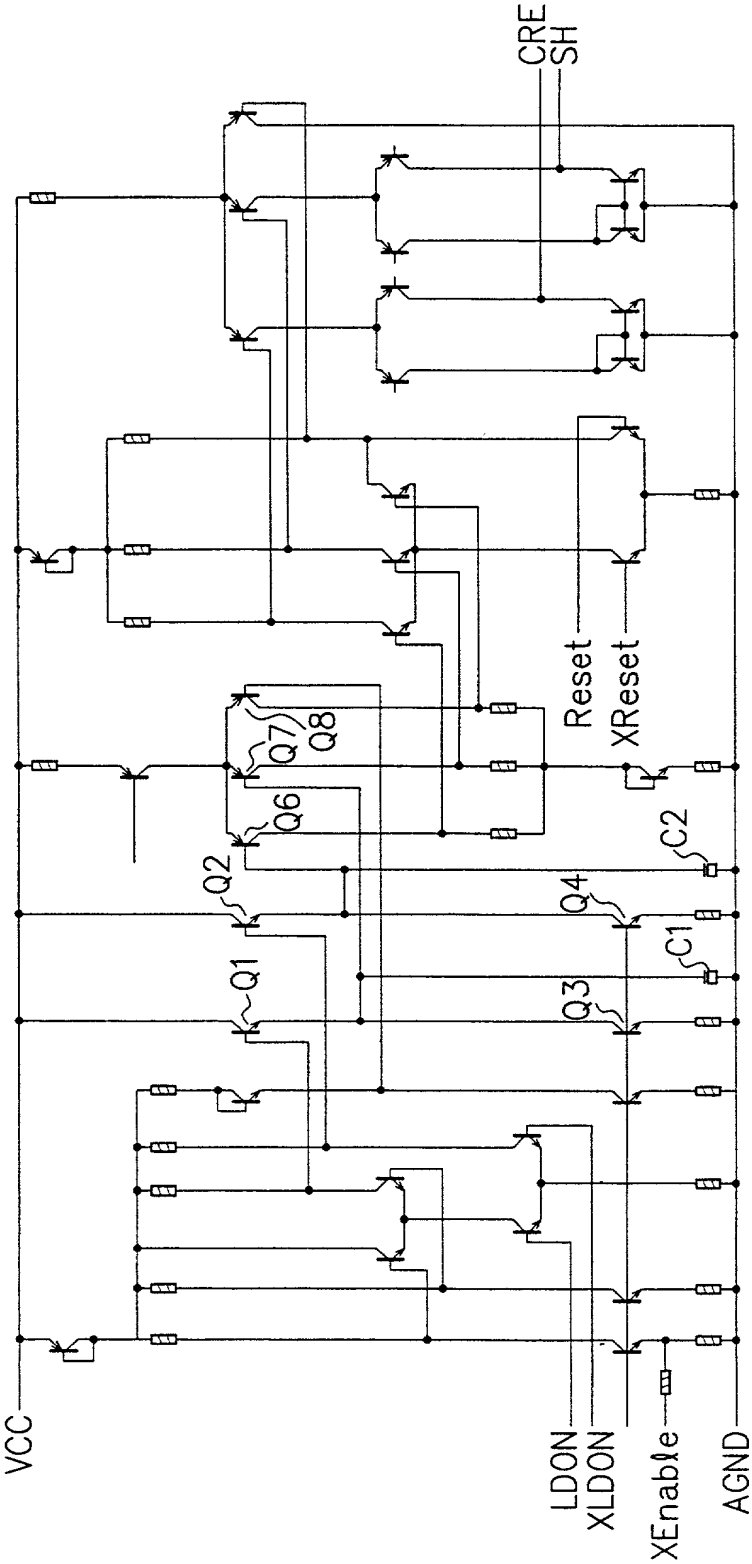 VCC
CRE
SH
Q1
Q2
Q6
Q7
Q8
Q3
Q4
C1
C2
Reset
XReset
LDON
XLDON
XEnable
AGND